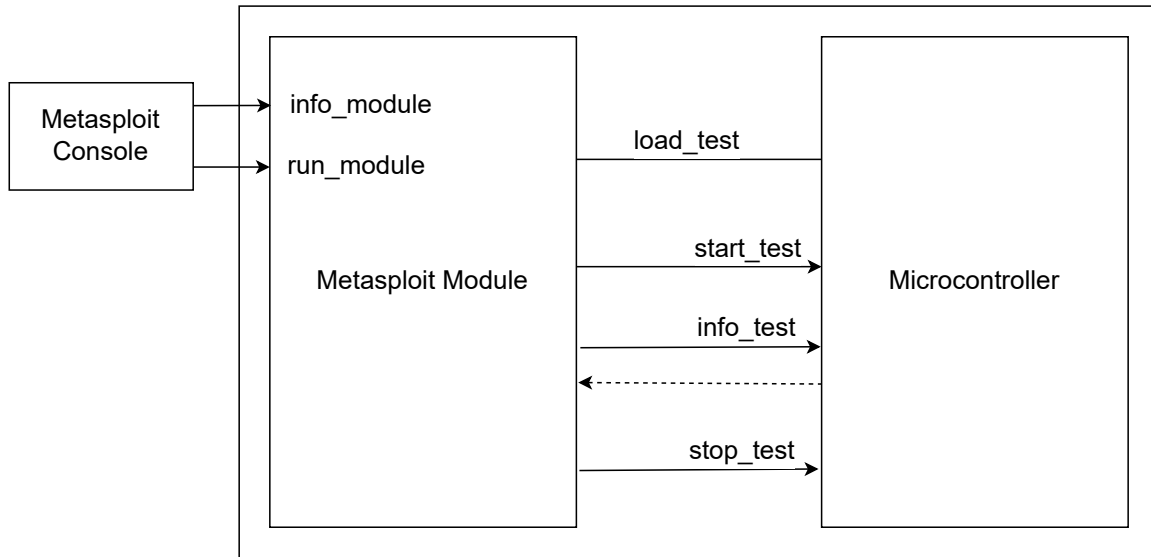 Metasploit
Console
info_module
run_module
Metasploit Module
load_test
start_test
info_test
stop_test
Microcontroller